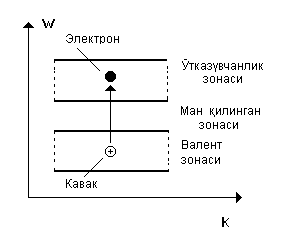 W
Электрон
Ўтказувчанлик
зонаси
Ман қилинган
зонаси
Валент
зонаси
Кавак
k